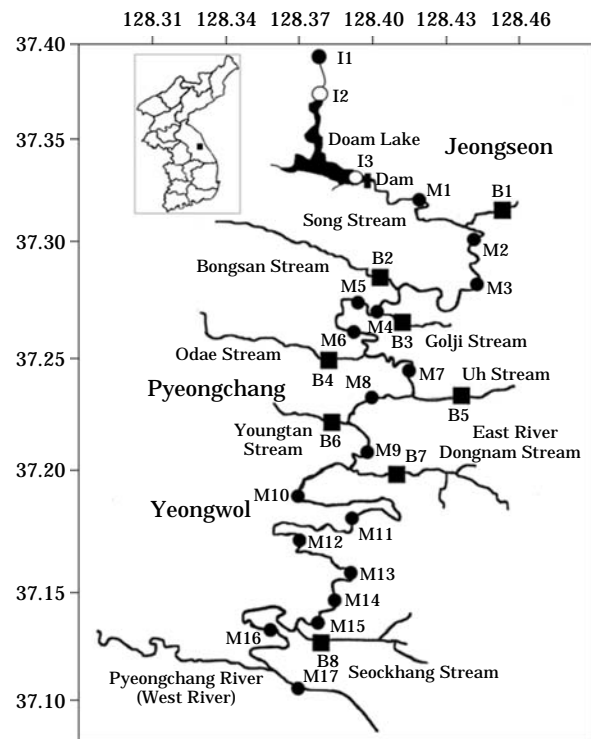 128.31 128.34 128.37 128.40 128.43 128.46
37.40
I1
I2
Doam Lake
Jeongseon
37.35
I3
Dam
M1
B1
Song Stream
37.30
M2
B2
Bongsan Stream
M5
M3
M4
M6
B3
Golji Stream
Odae Stream
37.25
B4
M7
Uh Stream
Pyeongchang
M8
B5
Youngtan
Stream
B6
East River
M9
B7
Dongnam Stream
37.20
M10
Yeongwol
M11
M12
M13
37.15
M14
M15
M16
B8
Seockhang Stream
Pyeongchang River
(West River)
M17
37.10